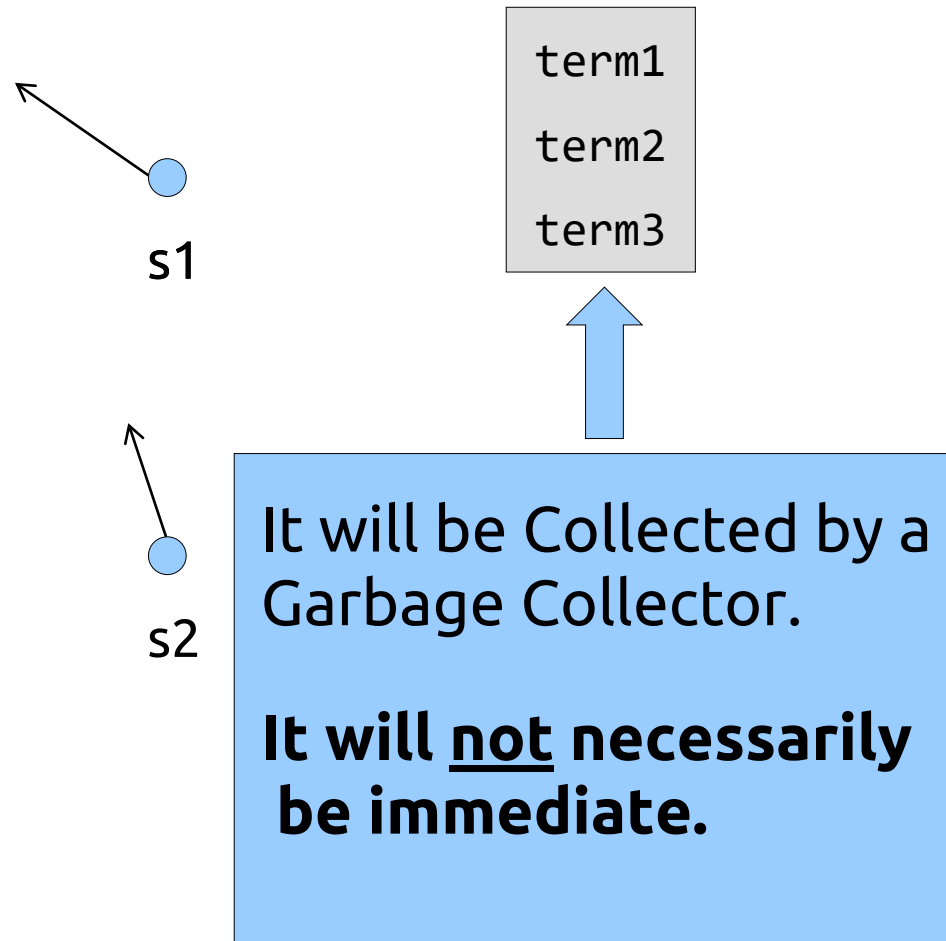 term1
term2
term3
s1
s2
It will be Collected by a
Garbage Collector.
It will not necessarily
be immediate.